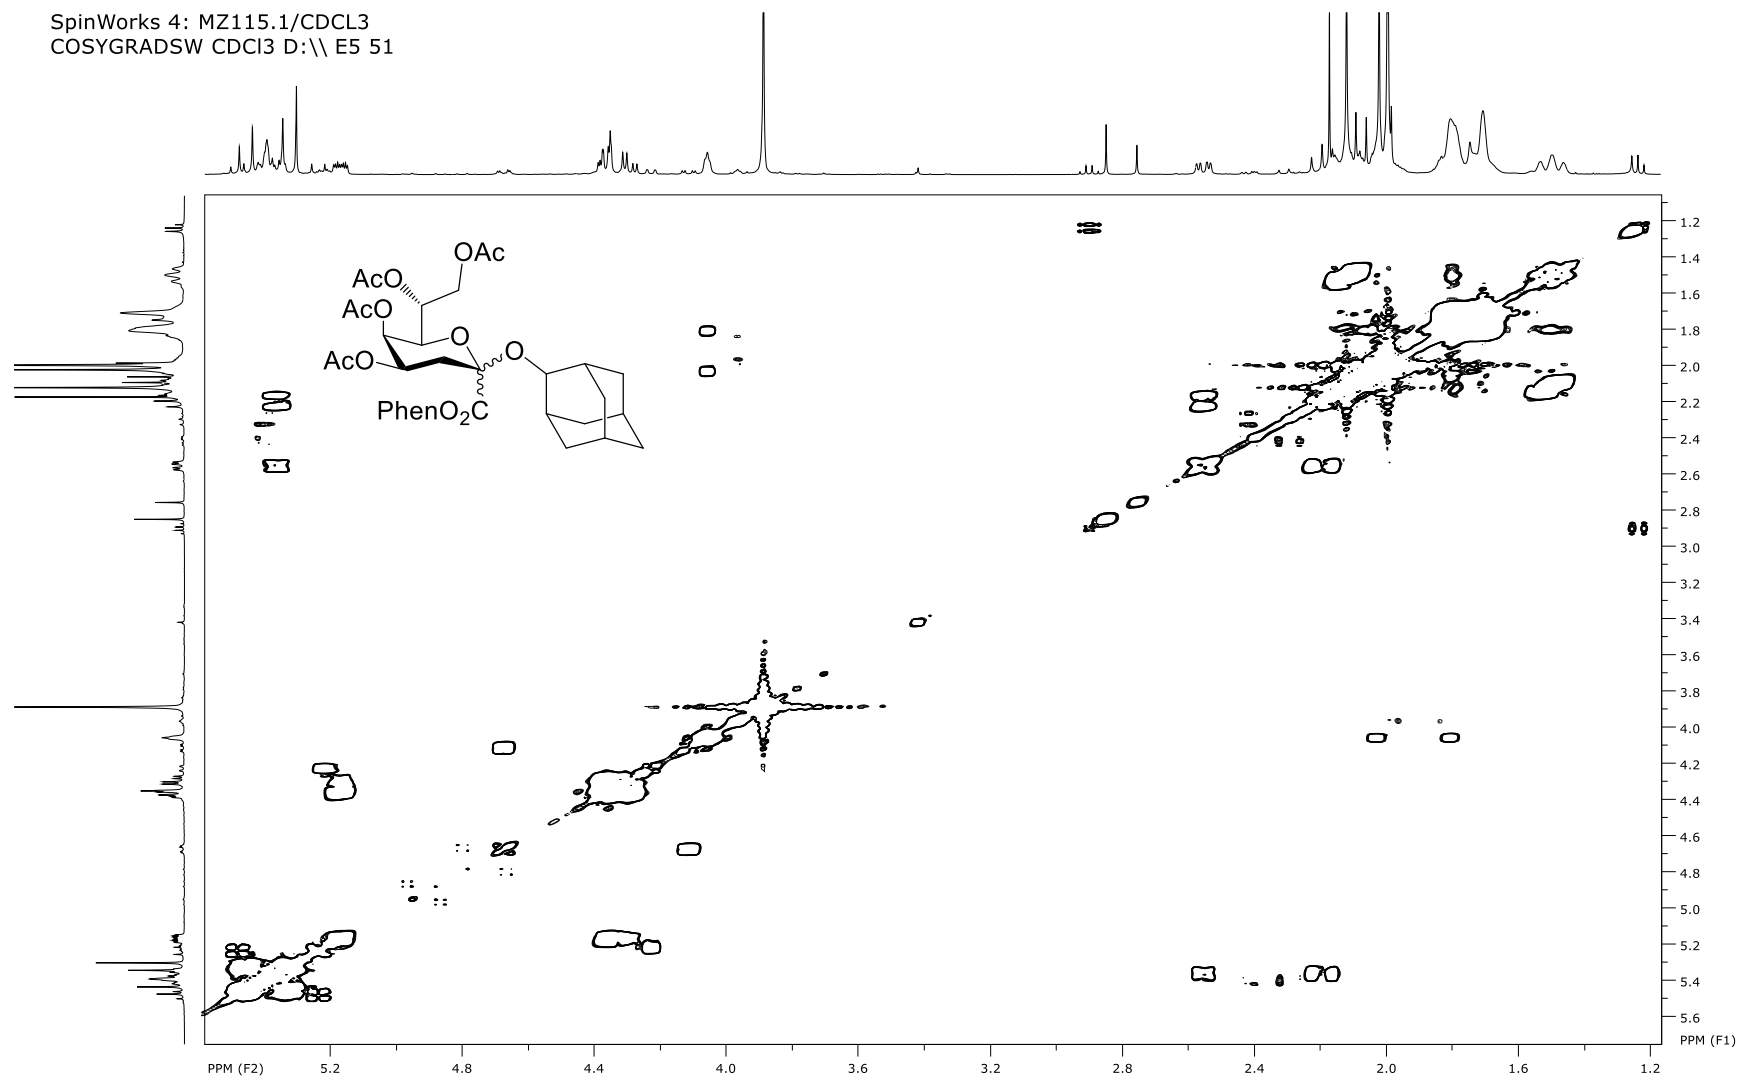 SpinWorks 4: MZ115.1/CDCL3
COSYGRADSW CDCl3 D:\\ E5 51
OAc
AcO
AcO
O
O
AcO
PhenO2C
1.2
1.4
1.6
1.8
2.0
2.2
2.4
2.6
2.8
3.0
3.2
3.4
3.6
3.8
4.0
4.2
4.4
4.6
4.8
5.0
5.2
5.4
5.6
PPM (F1)
PPM (F2) 5.2 4.8 4.4 4.0 3.6 3.2 2.8 2.4 2.0 1.6 1.2